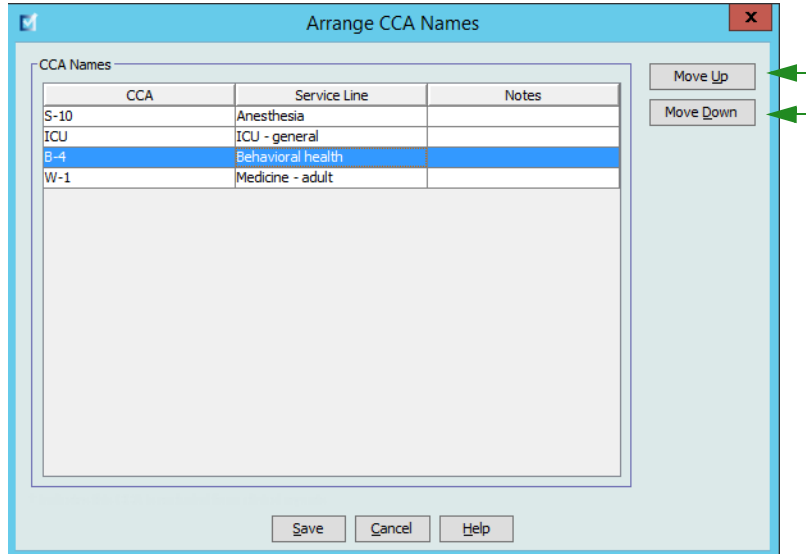 Arrange CCA Names
x
CCA Names
Move Up
CCA Service Line Notes
Move Down
S-10 Anesthesia
ICU ICU - general
B-4 Behavioral health
W-1 Medicine - adult
Save Cancel Help